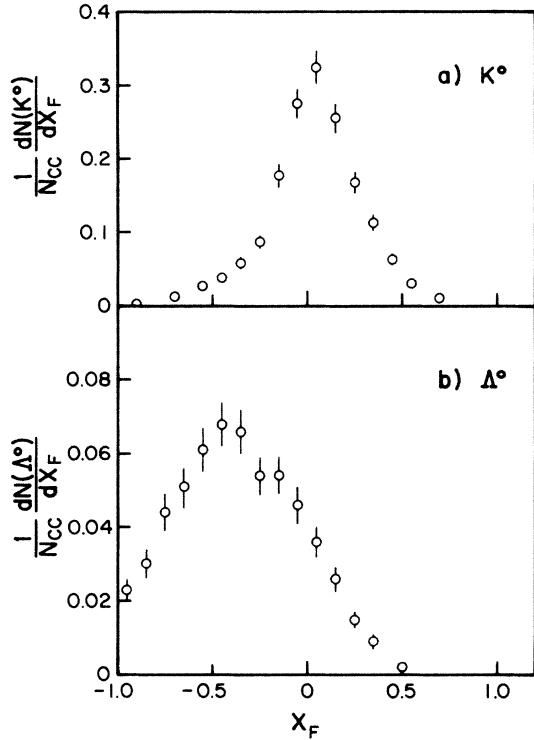 a) K°
1/N_CC dN(K°)/dX_F
0.4
0.3
0.2
0.1
0
b) Λ°
1/N_CC dN(Λ°)/dX_F
0.08
0.06
0.04
0.02
0
-1.0 -0.5 0 0.5 1.0
X_F